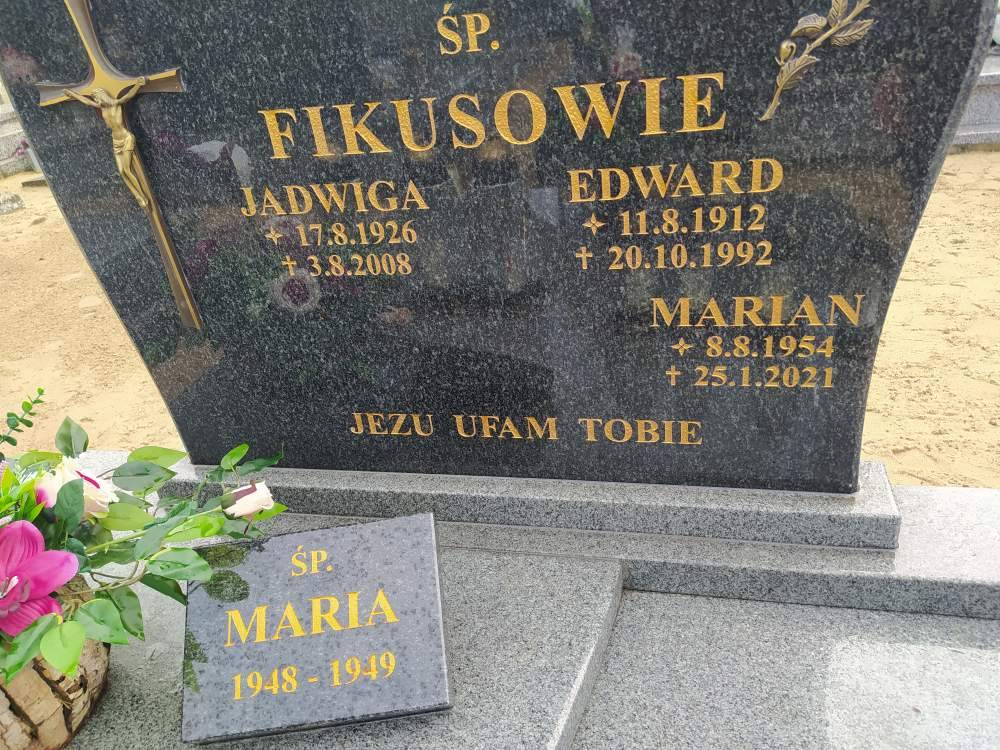 ŚP.
FIKUSOWIE
JADWIGA
✧ 17.8.1926
† 3.8.2008
EDWARD
✧ 11.8.1912
† 20.10.1992
MARIAN
✧ 8.8.1954
† 25.1.2021
JEZU UFAM TOBIE
ŚP.
MARIA
1948 - 1949